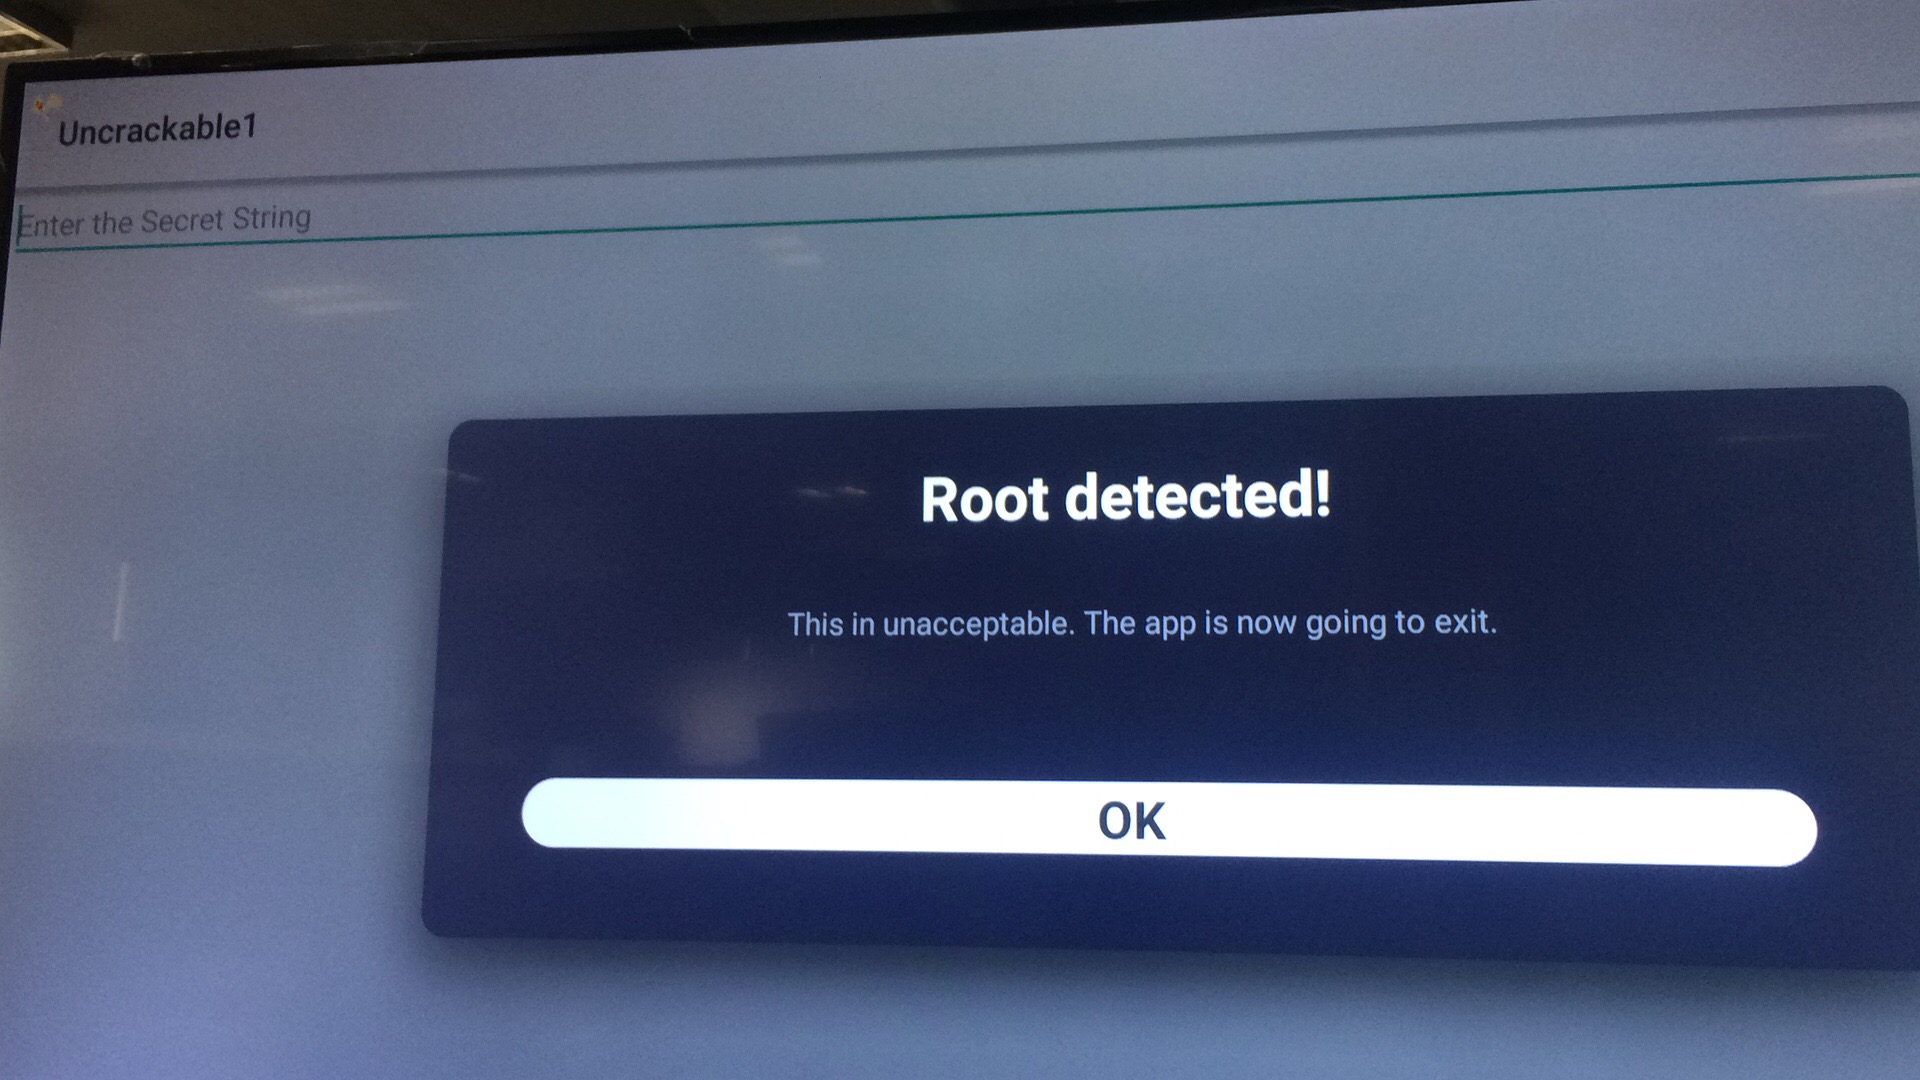 Uncrackable1
Enter the Secret String
Root detected!
This in unacceptable. The app is now going to exit.
OK